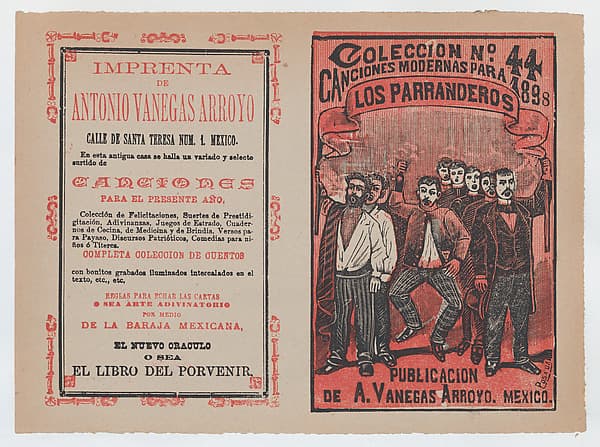 IMPRENTA
DE
ANTONIO VANEGAS ARROYO
CALLE DE SANTA TERESA NUM. 1. MEXICO.
En esta antigua casa se halla un variado y selecto
surtido de
CANCIONES
PARA EL PRESENTE AÑO,
Colección de Felicitaciones, Suertes de Prestidi-
gitación, Adivinanzas, Juegos de Estrado, Cuader-
nos de Cocina, de Medicina y de Brindis, Versos pa-
ra Payaso, Discursos Patrióticos, Comedias para ni-
ños ó Títeres.
COMPLETA COLECCION DE CUENTOS
con bonitos grabados iluminados intercalados en el
texto, etc., etc.
REGLAS PARA ECHAR LAS CARTAS
O SEA ARTE ADIVINATORIO
POR MEDIO
DE LA BARAJA MEXICANA,
EL NUEVO ORACULO
O SEA
EL LIBRO DEL PORVENIR.
COLECCION Nº. 44
CANCIONES MODERNAS PARA 1898
LOS PARRANDEROS
POSADA
PUBLICACION
DE A. VANEGAS ARROYO. MEXICO.